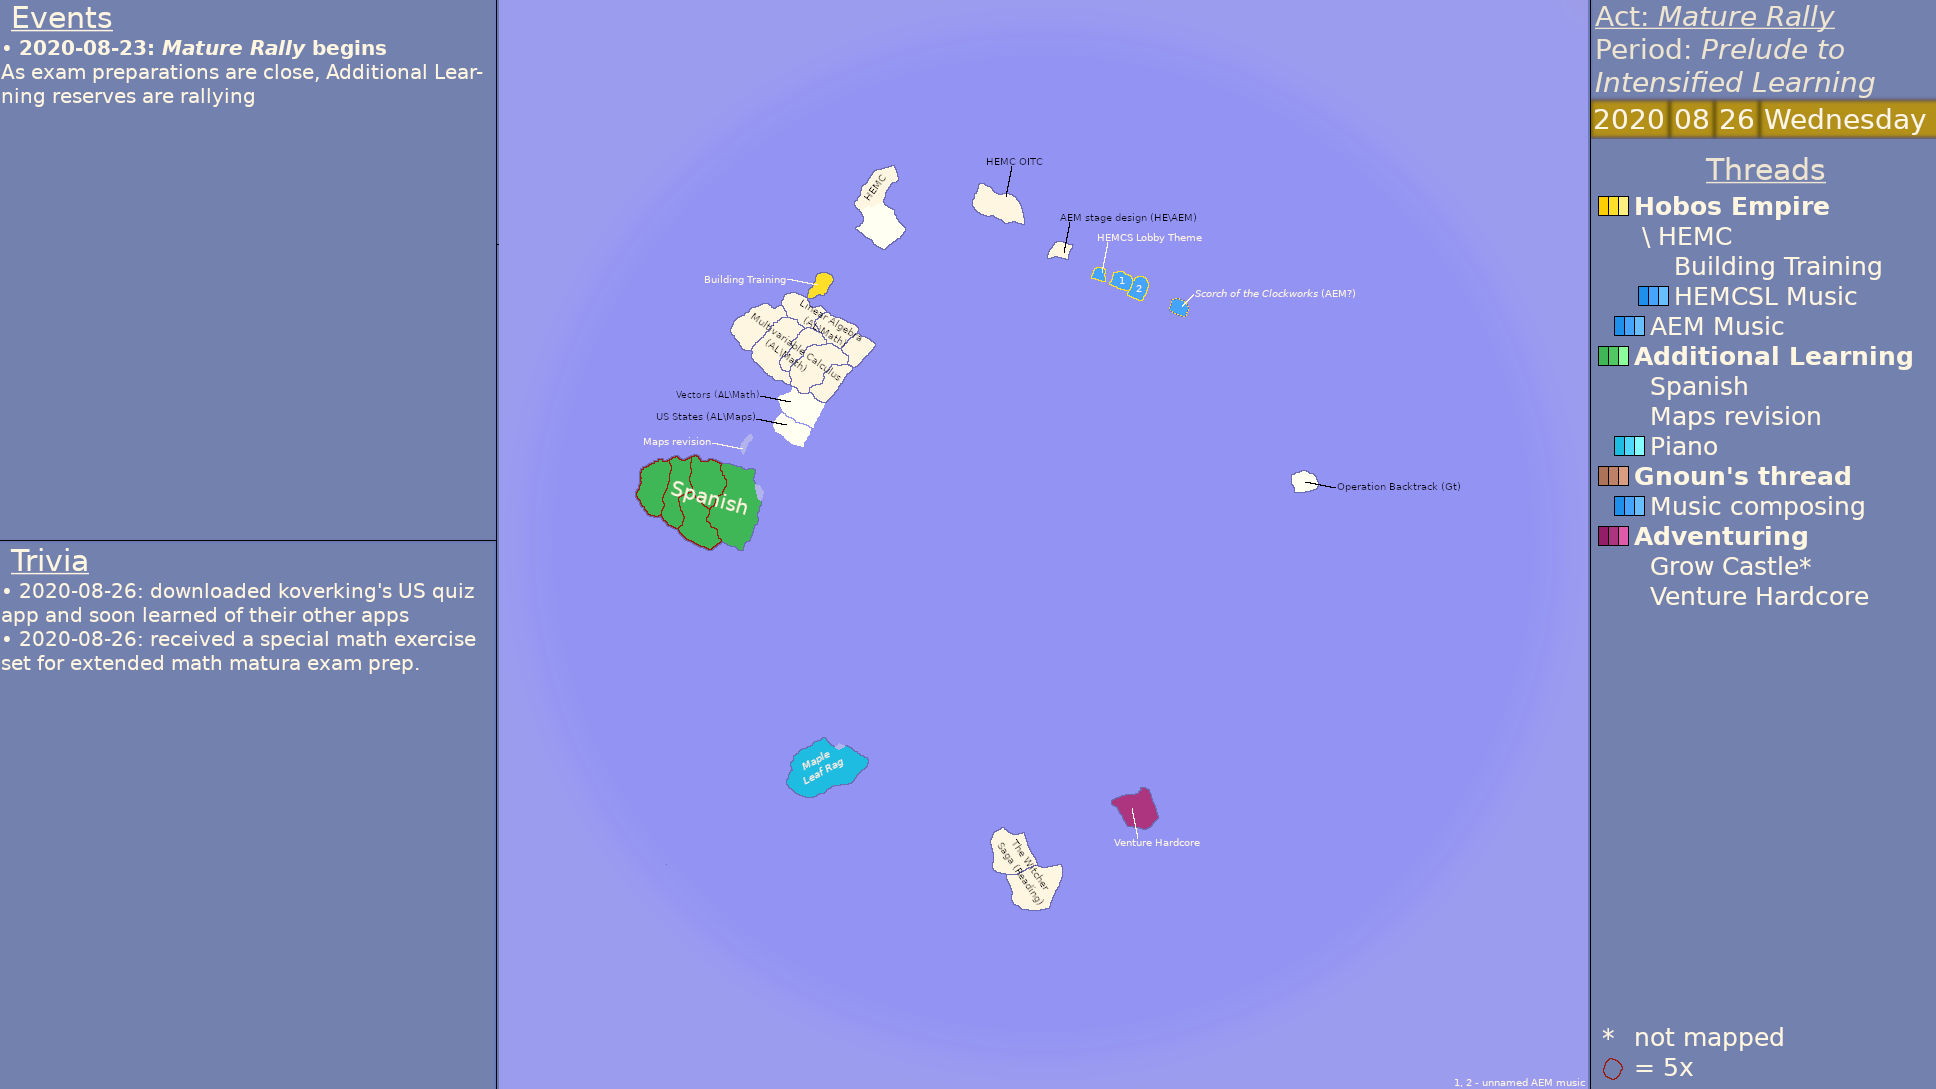 Events
• 2020-08-23: Mature Rally begins
As exam preparations are close, Additional Lear-
ning reserves are rallying
Trivia
• 2020-08-26: downloaded koverking's US quiz
app and soon learned of their other apps
• 2020-08-26: received a special math exercise
set for extended math matura exam prep.
HEMC
HEMC OITC
AEM stage design (HE\AEM)
HEMCS Lobby Theme
1
2
Scorch of the Clockworks (AEM?)
Building Training
Linear Algebra
(AL\Math)
Multivariable Calculus
(AL\Math)
Vectors (AL\Math)
US States (AL\Maps)
Maps revision
Spanish
Operation Backtrack (Gt)
Maple
Leaf Rag
Venture Hardcore
The Witcher
Saga (Reading)
1, 2 - unnamed AEM music
Act: Mature Rally
Period: Prelude to
Intensified Learning
2020 08 26 Wednesday
Threads
Hobos Empire
\ HEMC
Building Training
HEMCSL Music
AEM Music
Additional Learning
Spanish
Maps revision
Piano
Gnoun's thread
Music composing
Adventuring
Grow Castle*
Venture Hardcore
* not mapped
= 5x